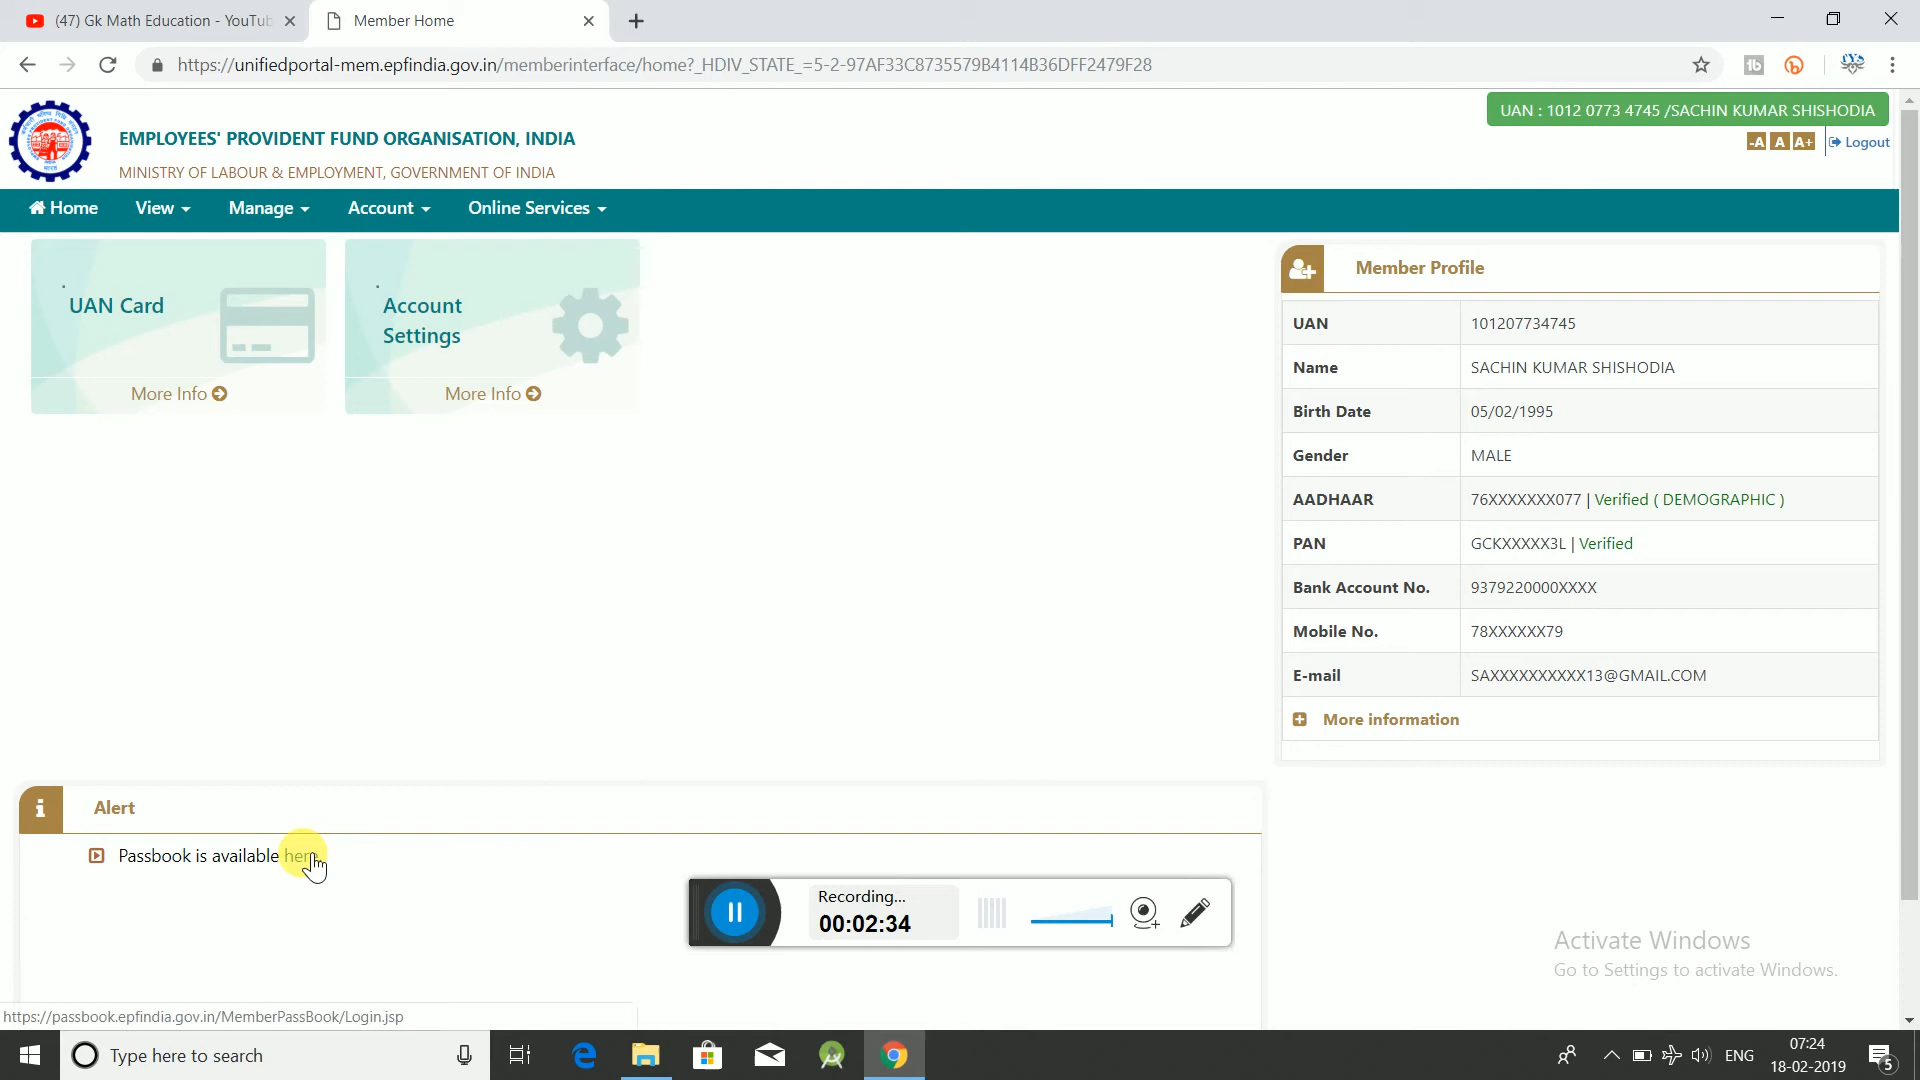 (47) Gk Math Education - YouTub
Member Home
https://unifiedportal-mem.epfindia.gov.in/memberinterface/home?_HDIV_STATE_=5-2-97AF33C8735579B4114B36DFF2479F28
UAN : 1012 0773 4745 /SACHIN KUMAR SHISHODIA
EMPLOYEES' PROVIDENT FUND ORGANISATION, INDIA
-A A A+ Logout
MINISTRY OF LABOUR & EMPLOYMENT, GOVERNMENT OF INDIA
Home View Manage Account Online Services
UAN Card
More Info
Account
Settings
More Info
Member Profile
UAN 101207734745
Name SACHIN KUMAR SHISHODIA
Birth Date 05/02/1995
Gender MALE
AADHAAR 76XXXXXXX077 | Verified ( DEMOGRAPHIC )
PAN GCKXXXXX3L | Verified
Bank Account No. 9379220000XXXX
Mobile No. 78XXXXXX79
E-mail SAXXXXXXXXXX13@GMAIL.COM
More information
Alert
Passbook is available here
Recording...
00:02:34
Activate Windows
Go to Settings to activate Windows.
https://passbook.epfindia.gov.in/MemberPassBook/Login.jsp
Type here to search
ENG
07:24
18-02-2019
5